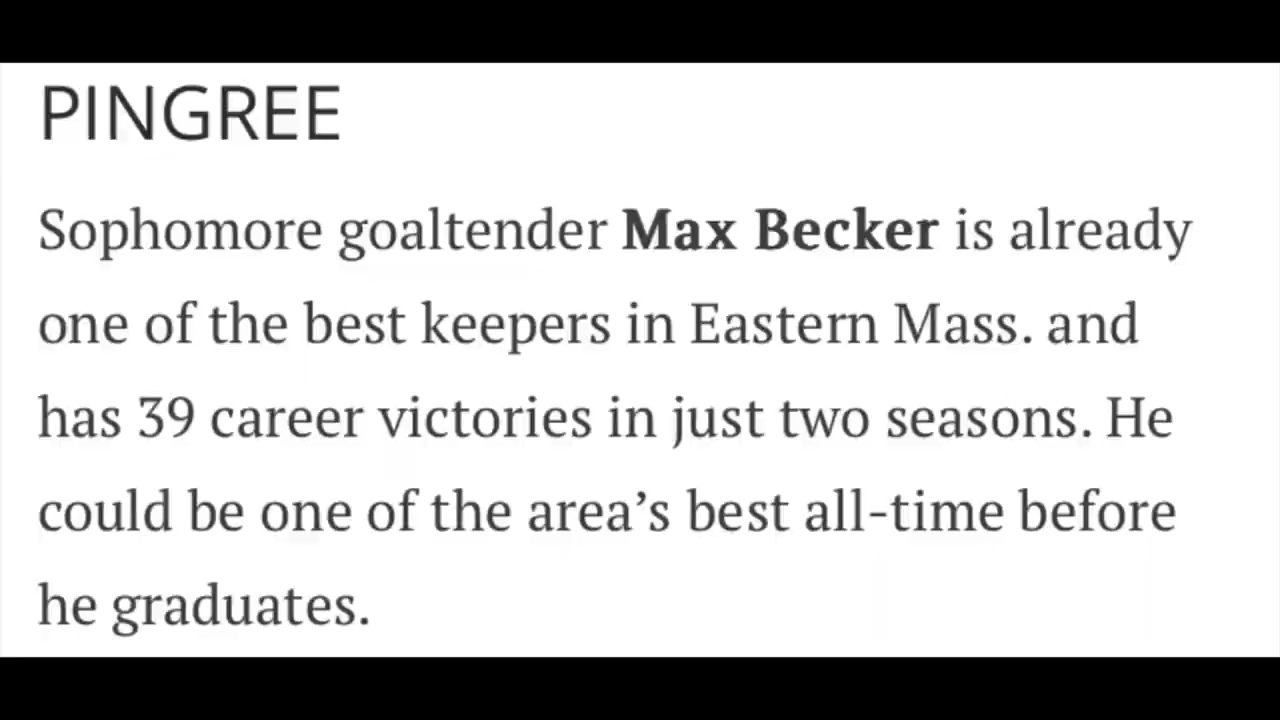 PINGREE
Sophomore goaltender Max Becker is already
one of the best keepers in Eastern Mass. and
has 39 career victories in just two seasons. He
could be one of the area’s best all-time before
he graduates.